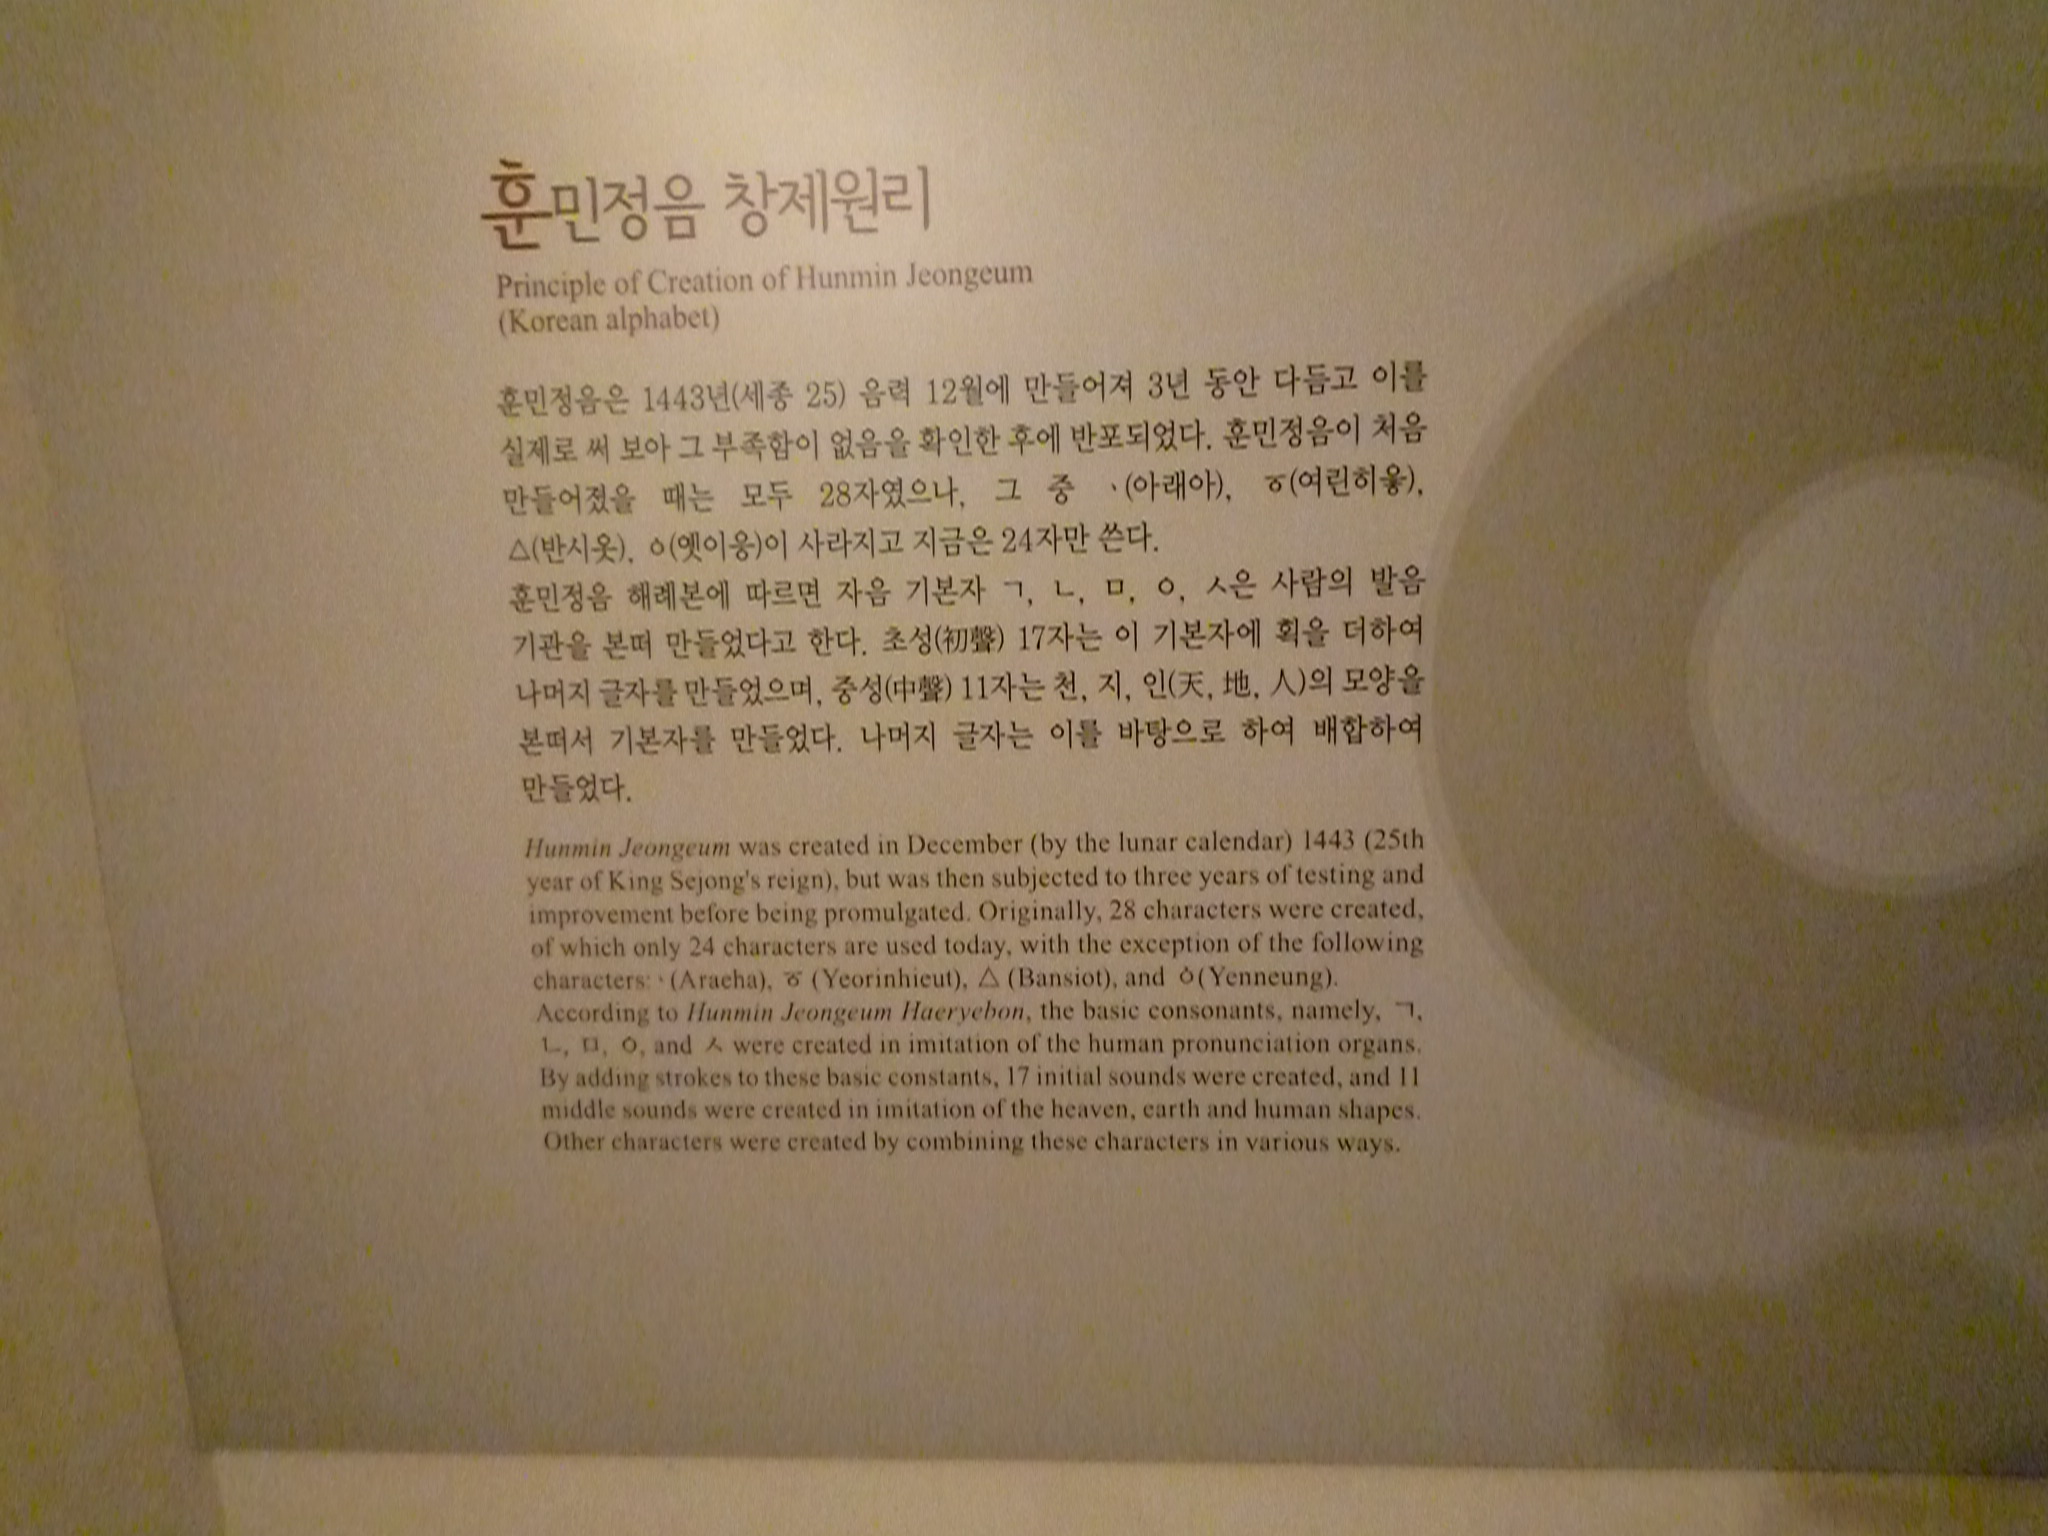 훈민정음 창제원리
Principle of Creation of Hunmin Jeongeum
(Korean alphabet)
훈민정음은 1443년(세종 25) 음력 12월에 만들어져 3년 동안 다듬고 이를
실제로 써 보아 그 부족함이 없음을 확인한 후에 반포되었다. 훈민정음이 처음
만들어졌을 때는 모두 28자였으나, 그 중 ㆍ(아래아), ㆆ(여린히읗),
ㅿ(반시옷), ㆁ(옛이응)이 사라지고 지금은 24자만 쓴다.
훈민정음 해례본에 따르면 자음 기본자 ㄱ, ㄴ, ㅁ, ㅇ, ㅅ은 사람의 발음
기관을 본떠 만들었다고 한다. 초성(初聲) 17자는 이 기본자에 획을 더하여
나머지 글자를 만들었으며, 중성(中聲) 11자는 천, 지, 인(天, 地, 人)의 모양을
본떠서 기본자를 만들었다. 나머지 글자는 이를 바탕으로 하여 배합하여
만들었다.
Hunmin Jeongeum was created in December (by the lunar calendar) 1443 (25th
year of King Sejong's reign), but was then subjected to three years of testing and
improvement before being promulgated. Originally, 28 characters were created,
of which only 24 characters are used today, with the exception of the following
characters: ㆍ(Araeha), ㆆ (Yeorinhieut), ㅿ (Bansiot), and ㆁ(Yenneung).
According to Hunmin Jeongeum Haeryebon, the basic consonants, namely, ㄱ,
ㄴ, ㅁ, ㆁ, and ㅅ were created in imitation of the human pronunciation organs.
By adding strokes to these basic constants, 17 initial sounds were created, and 11
middle sounds were created in imitation of the heaven, earth and human shapes.
Other characters were created by combining these characters in various ways.